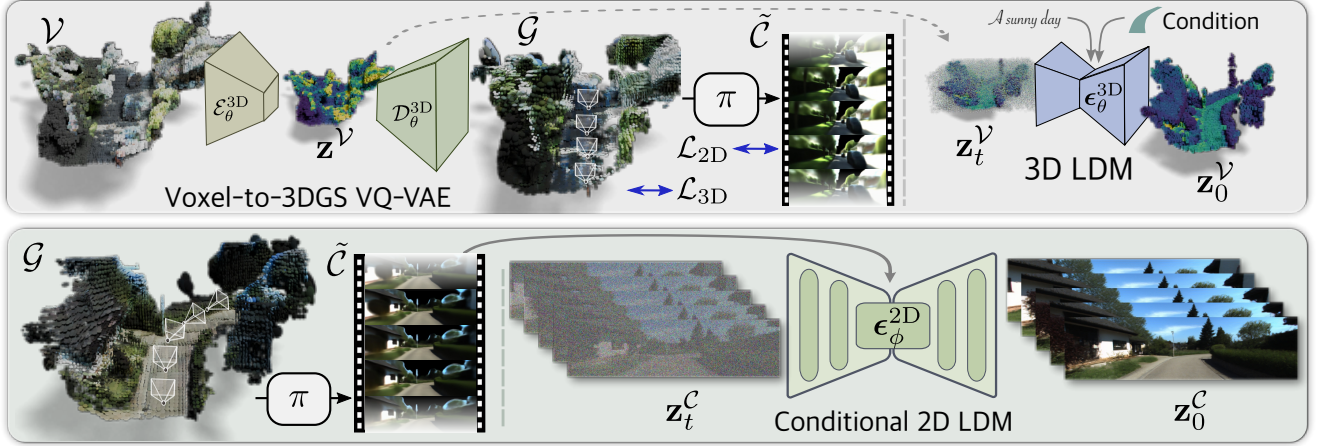 𝒱
ℰ_θ^3D
z^𝒱
𝒟_θ^3D
Voxel-to-3DGS VQ-VAE
𝒢
π
ℒ_2D
ℒ_3D
C̃
A sunny day
Condition
z_t^𝒱
ϵ_θ^3D
3D LDM
z_0^𝒱
𝒢
π
C̃
z_t^𝒞
ϵ_ϕ^2D
Conditional 2D LDM
z_0^𝒞